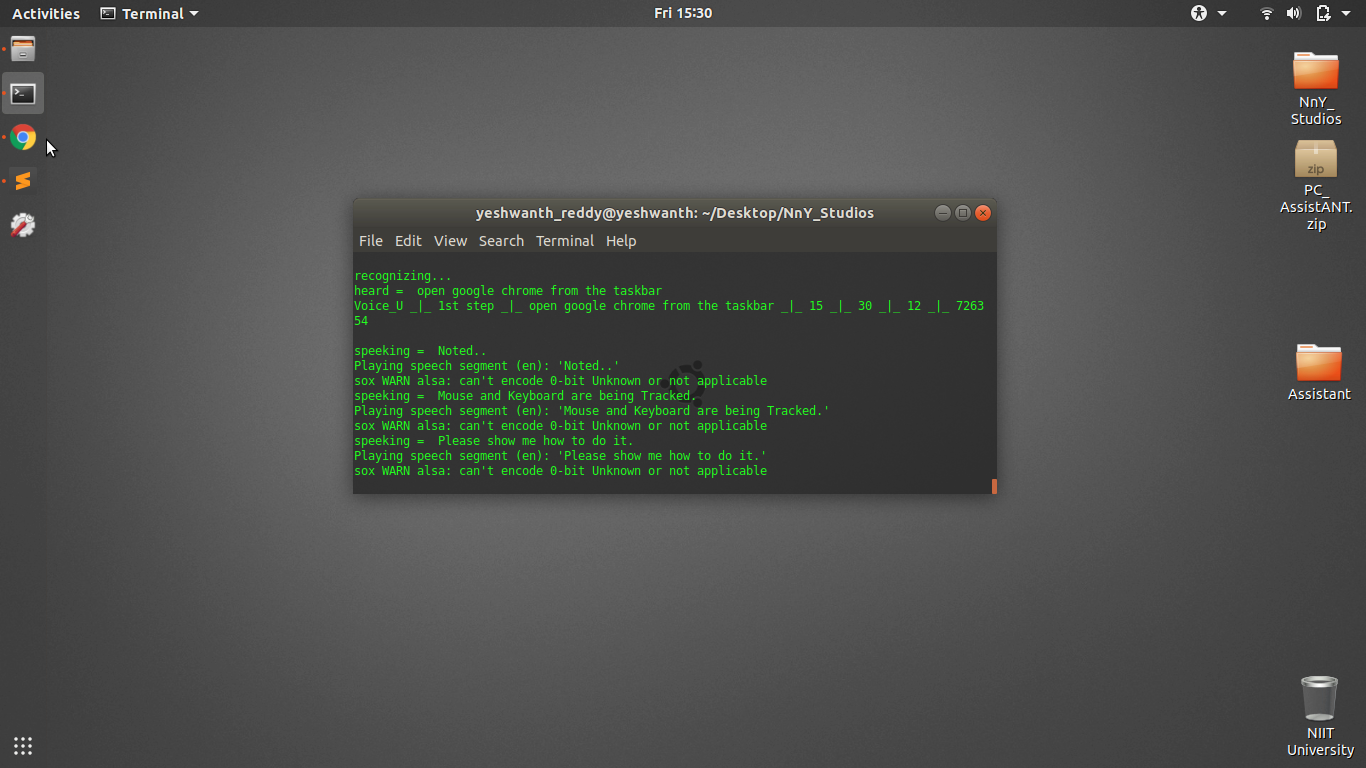 Activities
Terminal
Fri 15:30
NnY_
Studios
zip
PC_
AssistANT.
zip
yeshwanth_reddy@yeshwanth: ~/Desktop/NnY_Studios
File Edit View Search Terminal Help
recognizing...
heard =  open google chrome from the taskbar
Voice_U _|_ 1st step _|_ open google chrome from the taskbar _|_ 15 _|_ 30 _|_ 12 _|_ 7263
54
speeking =  Noted..
Playing speech segment (en): 'Noted..'
sox WARN alsa: can't encode 0-bit Unknown or not applicable
speeking =  Mouse and Keyboard are being Tracked.
Playing speech segment (en): 'Mouse and Keyboard are being Tracked.'
sox WARN alsa: can't encode 0-bit Unknown or not applicable
speeking =  Please show me how to do it.
Playing speech segment (en): 'Please show me how to do it.'
sox WARN alsa: can't encode 0-bit Unknown or not applicable
Assistant
NIIT
University